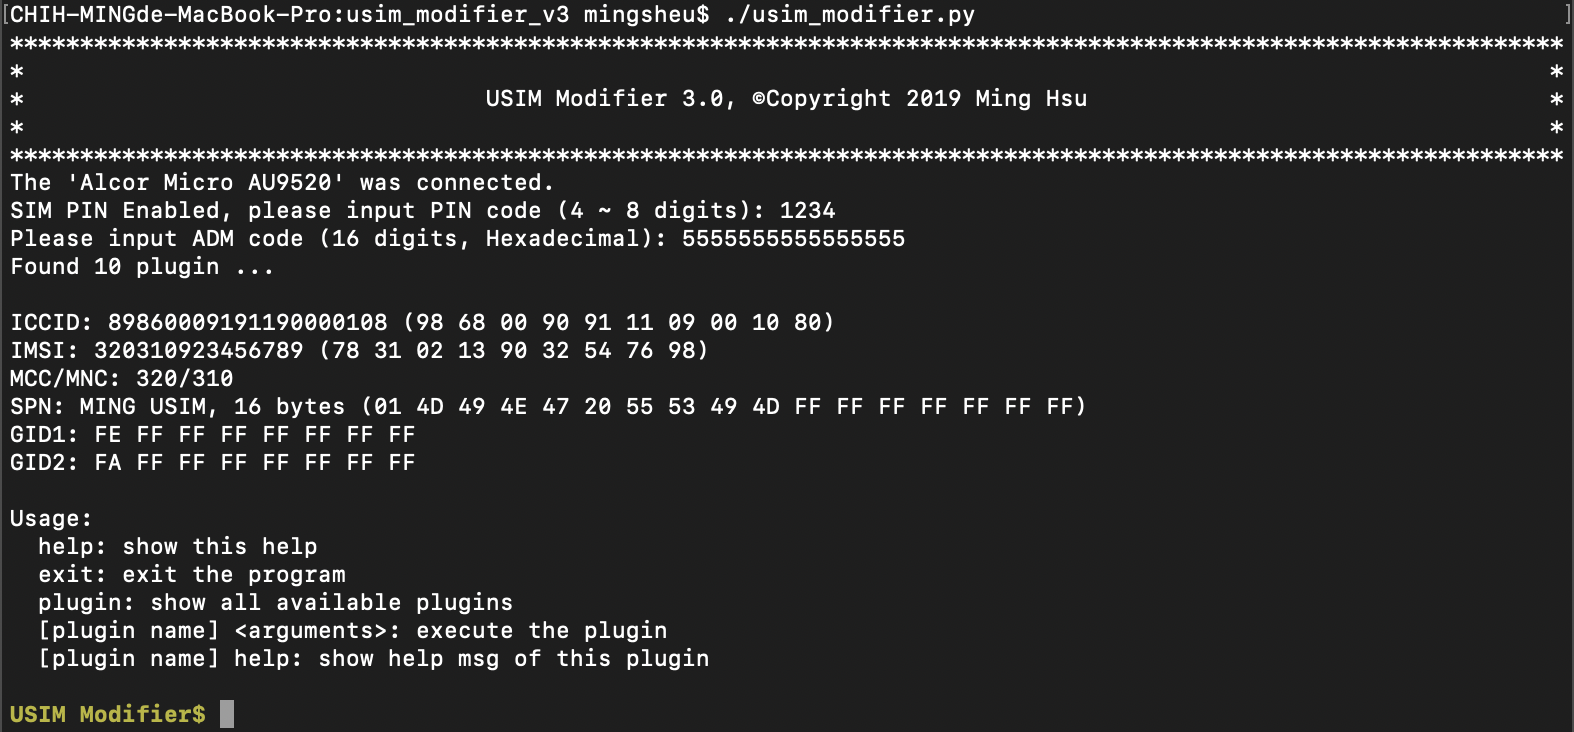 [CHIH-MINGde-MacBook-Pro:usim_modifier_v3 mingsheu$ ./usim_modifier.py ]
***************************************************************************************************************
* *
* USIM Modifier 3.0, ©Copyright 2019 Ming Hsu *
* *
***************************************************************************************************************
The 'Alcor Micro AU9520' was connected.
SIM PIN Enabled, please input PIN code (4 ~ 8 digits): 1234
Please input ADM code (16 digits, Hexadecimal): 5555555555555555
Found 10 plugin ...
ICCID: 89860009191190000108 (98 68 00 90 91 11 09 00 10 80)
IMSI: 320310923456789 (78 31 02 13 90 32 54 76 98)
MCC/MNC: 320/310
SPN: MING USIM, 16 bytes (01 4D 49 4E 47 20 55 53 49 4D FF FF FF FF FF FF FF)
GID1: FE FF FF FF FF FF FF FF
GID2: FA FF FF FF FF FF FF FF
Usage:
help: show this help
exit: exit the program
plugin: show all available plugins
[plugin name] <arguments>: execute the plugin
[plugin name] help: show help msg of this plugin
USIM Modifier$